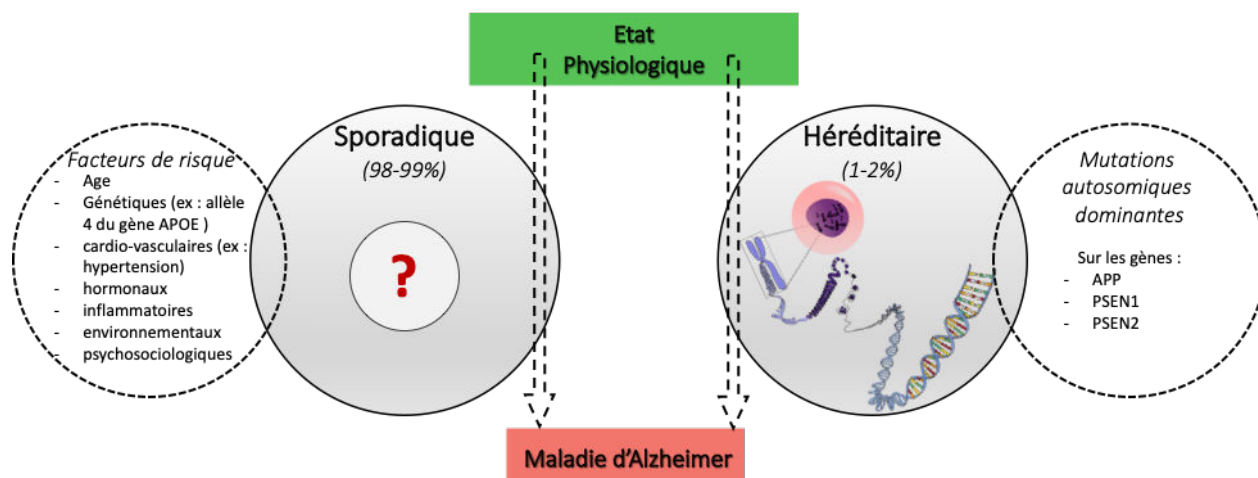 Etat
Physiologique
Sporadique
(98-99%)
Héréditaire
(1-2%)
Facteurs de risque
- Age
- Génétiques (ex : allèle
4 du gène APOE )
- cardio-vasculaires (ex :
hypertension)
- hormonaux
- inflammatoires
- environnementaux
- psychosociologiques
?
Mutations
autosomiques
dominantes
Sur les gènes :
- APP
- PSEN1
- PSEN2
Maladie d'Alzheimer